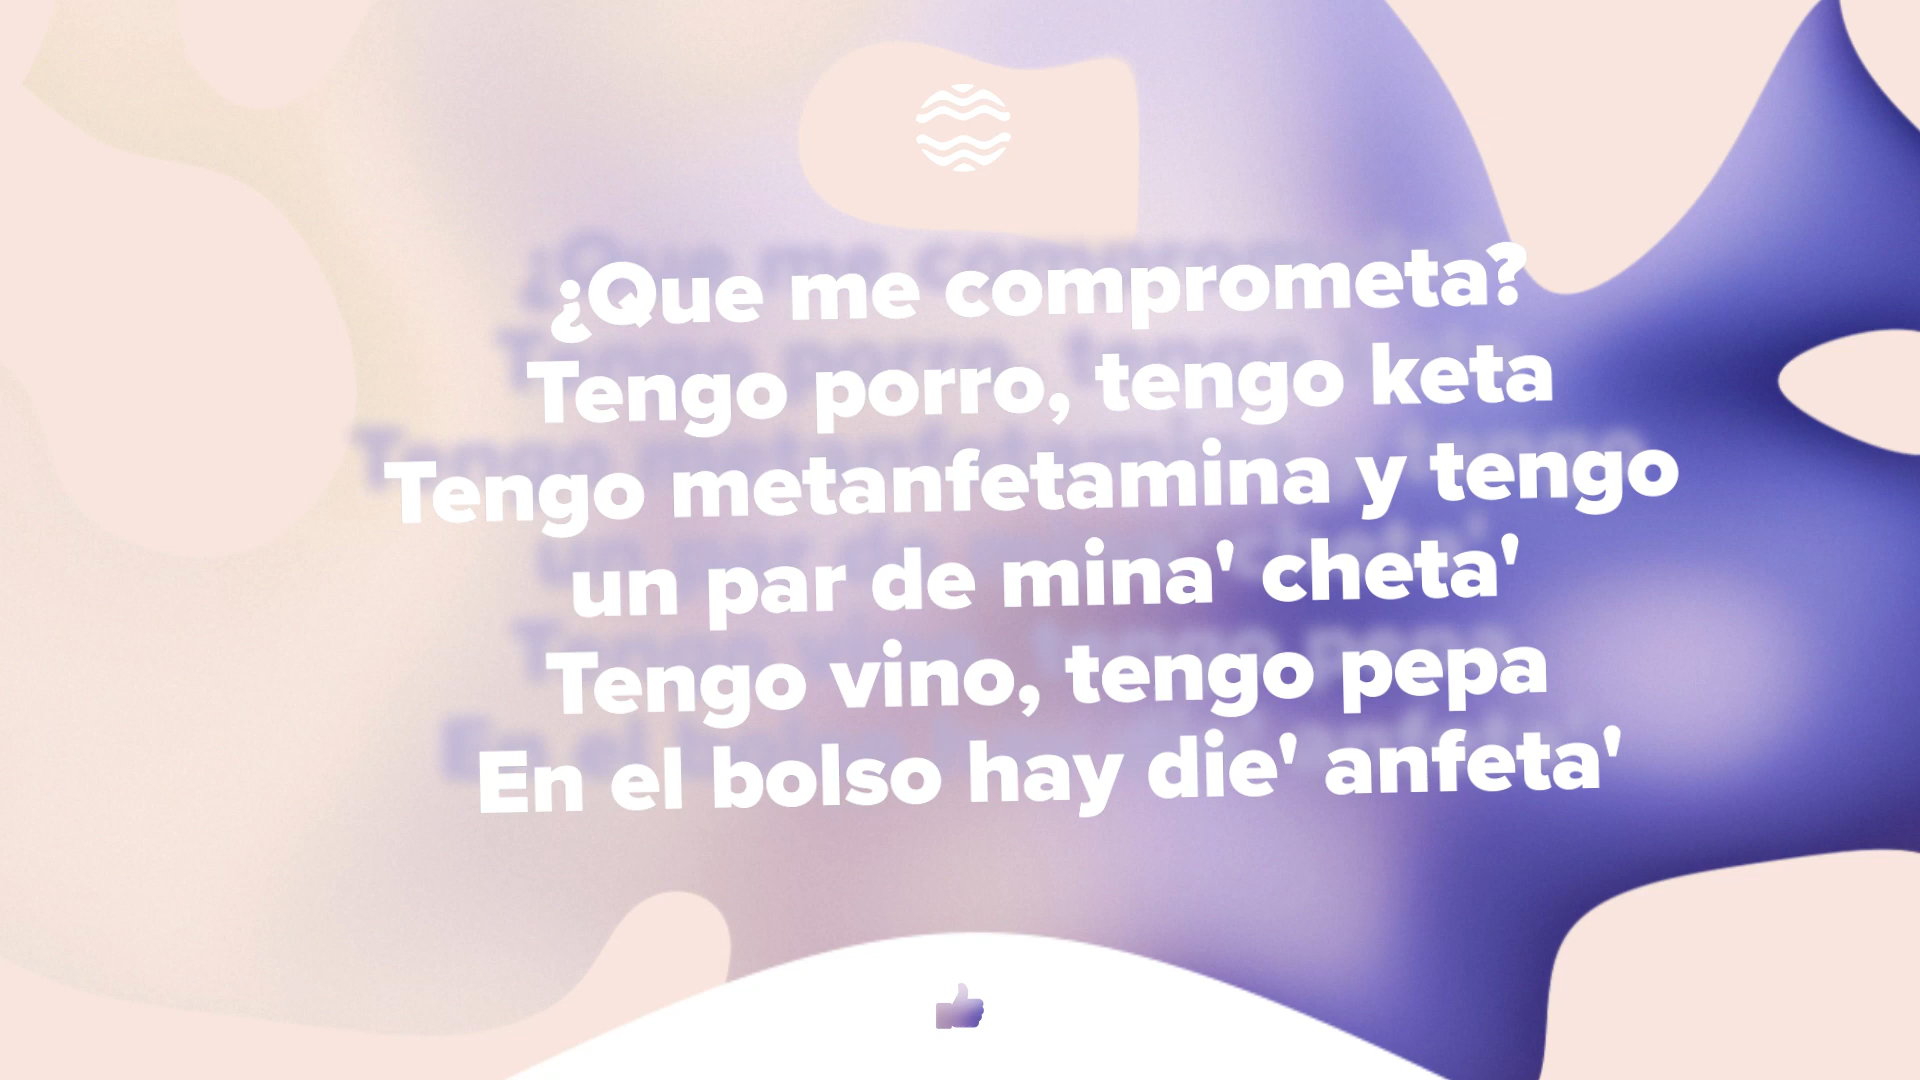 ¿Que me comprometa?
Tengo porro, tengo keta
Tengo metanfetamina y tengo
un par de mina' cheta'
Tengo vino, tengo pepa
En el bolso hay die' anfeta'